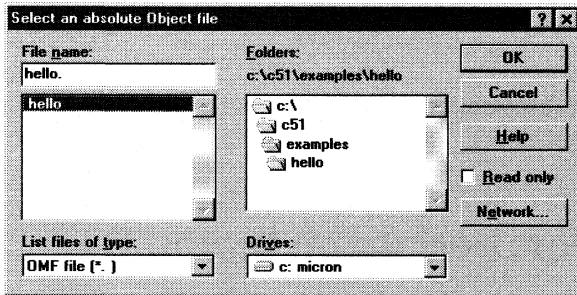 Select an absolute Object file
File name:
hello.
hello
List files of type:
OMF file (*. )
Folders:
c:\c51\examples\hello
c:\
c51
examples
hello
Drives:
c: micron
OK
Cancel
Help
Read only
Network...